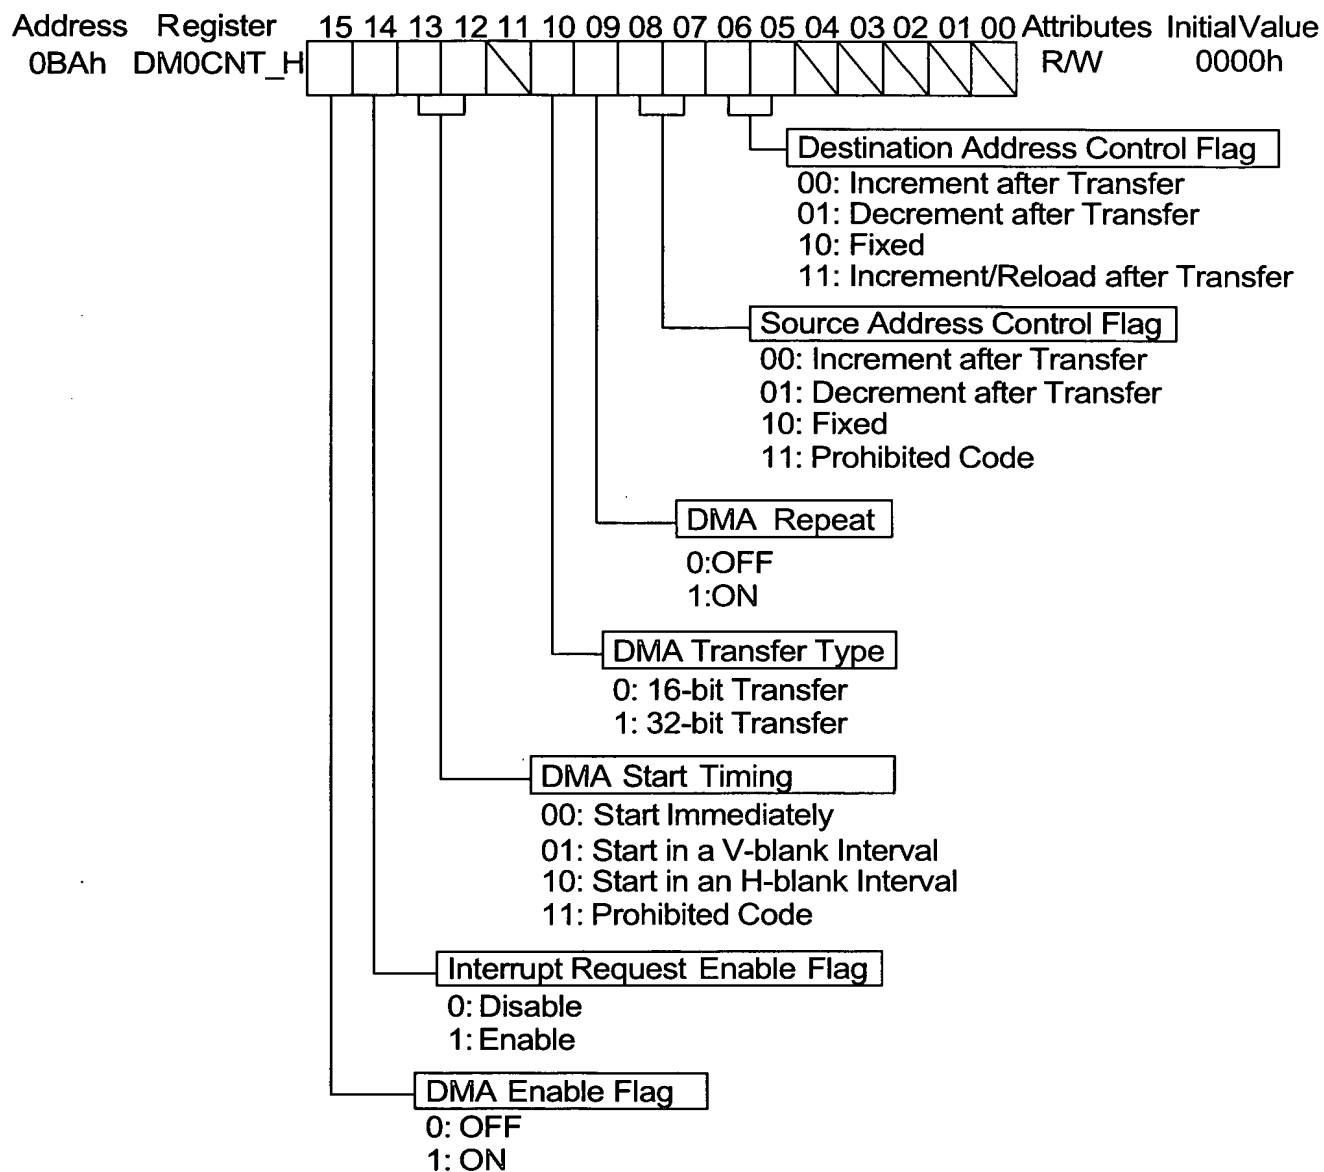 Address Register 15 14 13 12 11 10 09 08 07 06 05 04 03 02 01 00 Attributes InitialValue
0BAh DM0CNT_H R/W 0000h
Destination Address Control Flag
00: Increment after Transfer
01: Decrement after Transfer
10: Fixed
11: Increment/Reload after Transfer
Source Address Control Flag
00: Increment after Transfer
01: Decrement after Transfer
10: Fixed
11: Prohibited Code
DMA Repeat
0:OFF
1:ON
DMA Transfer Type
0: 16-bit Transfer
1: 32-bit Transfer
DMA Start Timing
00: Start Immediately
01: Start in a V-blank Interval
10: Start in an H-blank Interval
11: Prohibited Code
Interrupt Request Enable Flag
0: Disable
1: Enable
DMA Enable Flag
0: OFF
1: ON